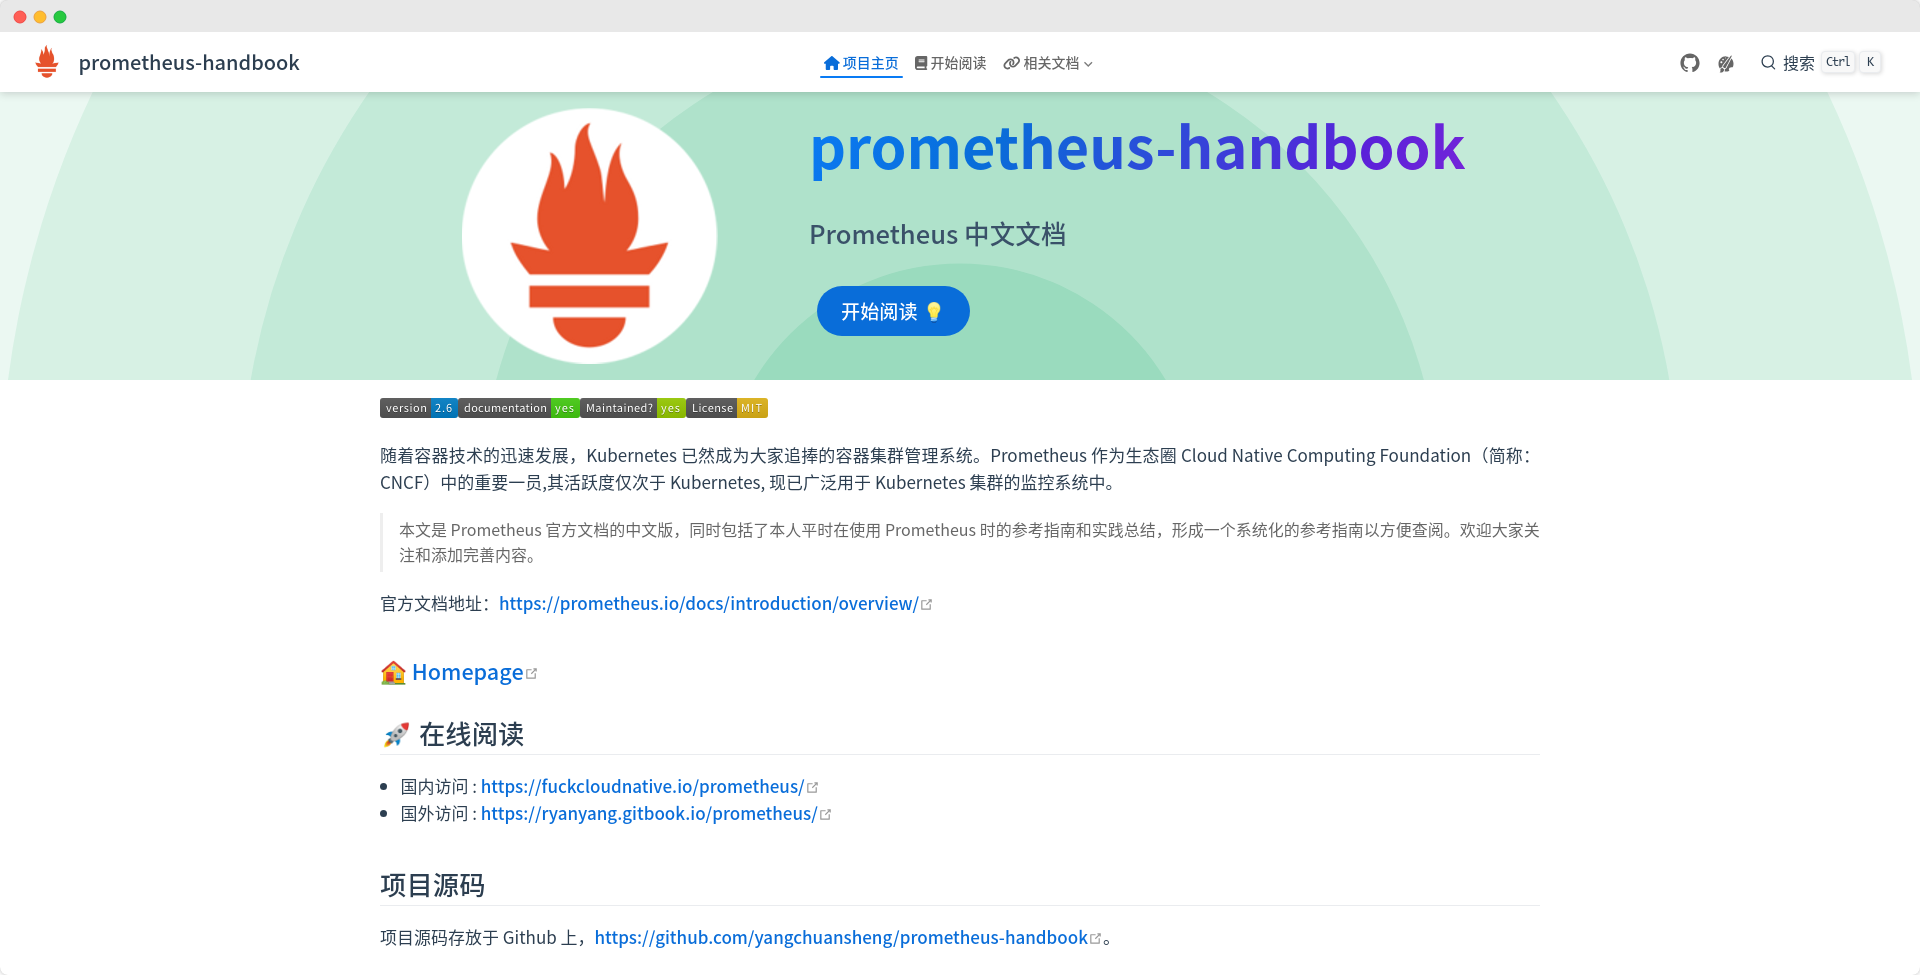 prometheus-handbook
项目主页 开始阅读 相关文档
搜索 Ctrl K
prometheus-handbook
Prometheus 中文文档
开始阅读 💡
version 2.6 documentation yes Maintained? yes License MIT
随着容器技术的迅速发展，Kubernetes 已然成为大家追捧的容器集群管理系统。Prometheus 作为生态圈 Cloud Native Computing Foundation（简称：
CNCF）中的重要一员,其活跃度仅次于 Kubernetes, 现已广泛用于 Kubernetes 集群的监控系统中。
本文是 Prometheus 官方文档的中文版，同时包括了本人平时在使用 Prometheus 时的参考指南和实践总结，形成一个系统化的参考指南以方便查阅。欢迎大家关
注和添加完善内容。
官方文档地址：https://prometheus.io/docs/introduction/overview/
🏠 Homepage
🚀 在线阅读
国内访问 : https://fuckcloudnative.io/prometheus/
国外访问 : https://ryanyang.gitbook.io/prometheus/
项目源码
项目源码存放于 Github 上，https://github.com/yangchuansheng/prometheus-handbook。